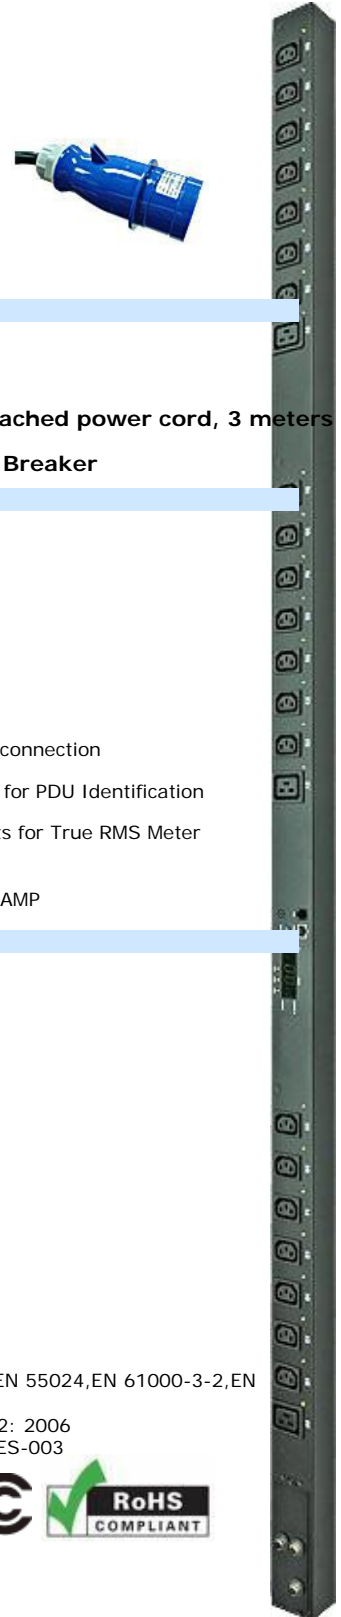 ached power cord, 3 meters
Breaker
connection
for PDU Identification
s for True RMS Meter
AMP
EN 55024,EN 61000-3-2,EN
2: 2006
ES-003
C
RoHS
COMPLIANT